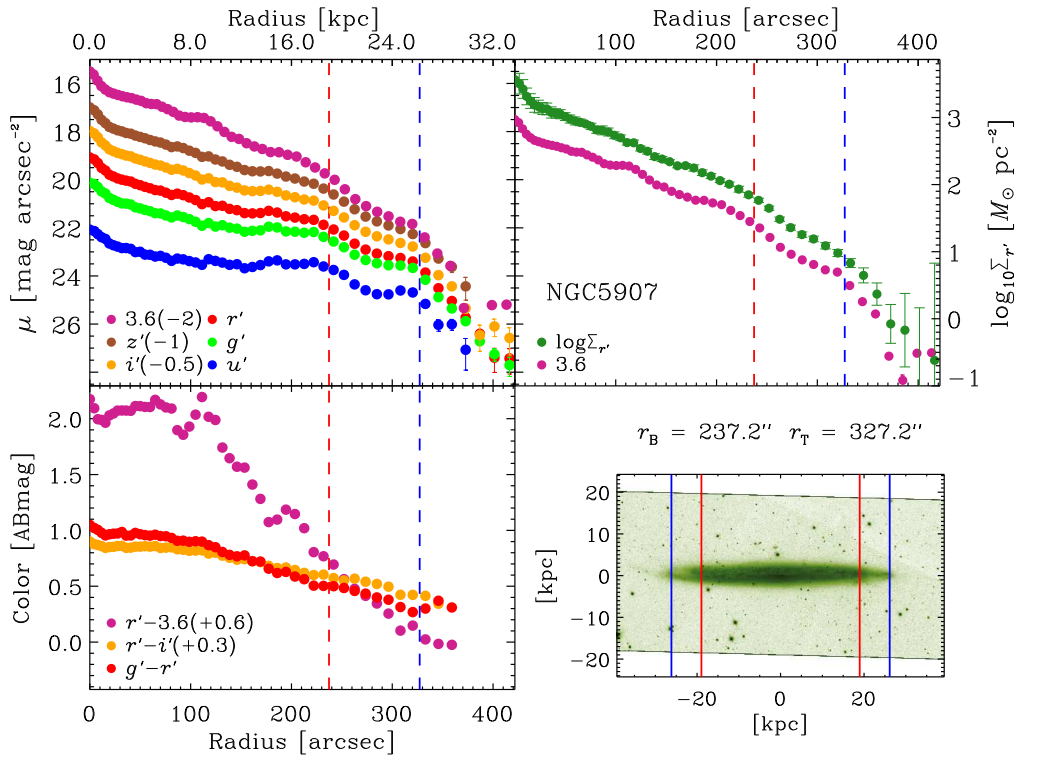 Radius [kpc]
0.0 8.0 16.0 24.0 32.0
Radius [arcsec]
100 200 300 400
16
18
20
22
24
26
μ [mag arcsec⁻²]
3.6(−2) r′
z′(−1) g′
i′(−0.5) u′
3
2
1
0
−1
log₁₀Σ_r′ [M⊙ pc⁻²]
NGC5907
logΣ_r′
3.6
2.0
1.5
1.0
0.5
0.0
Color [ABmag]
r′−3.6(+0.6)
r′−i′(+0.3)
g′−r′
0 100 200 300 400
Radius [arcsec]
r_B = 237.2″ r_T = 327.2″
20
10
0
−10
−20
[kpc]
−20 0 20
[kpc]